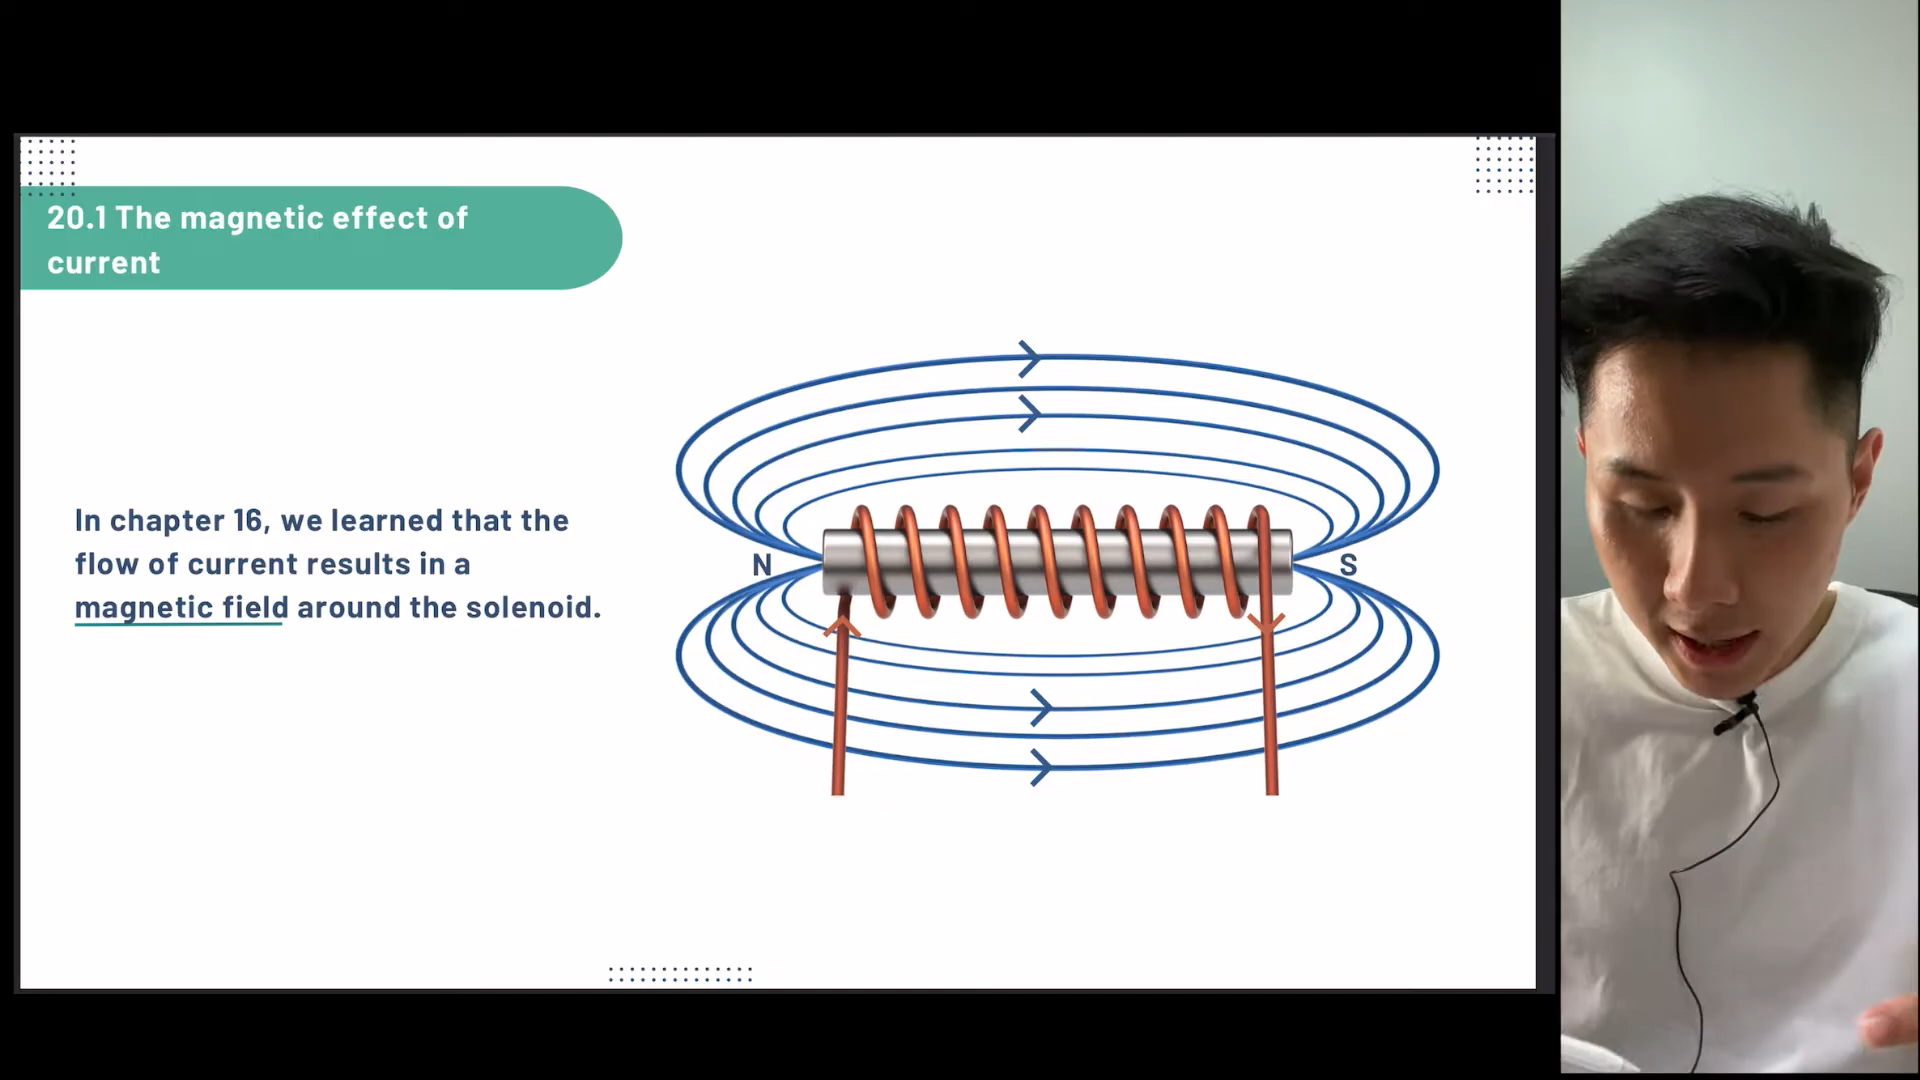 20.1 The magnetic effect of
current
In chapter 16, we learned that the
flow of current results in a
magnetic field around the solenoid.
N
S